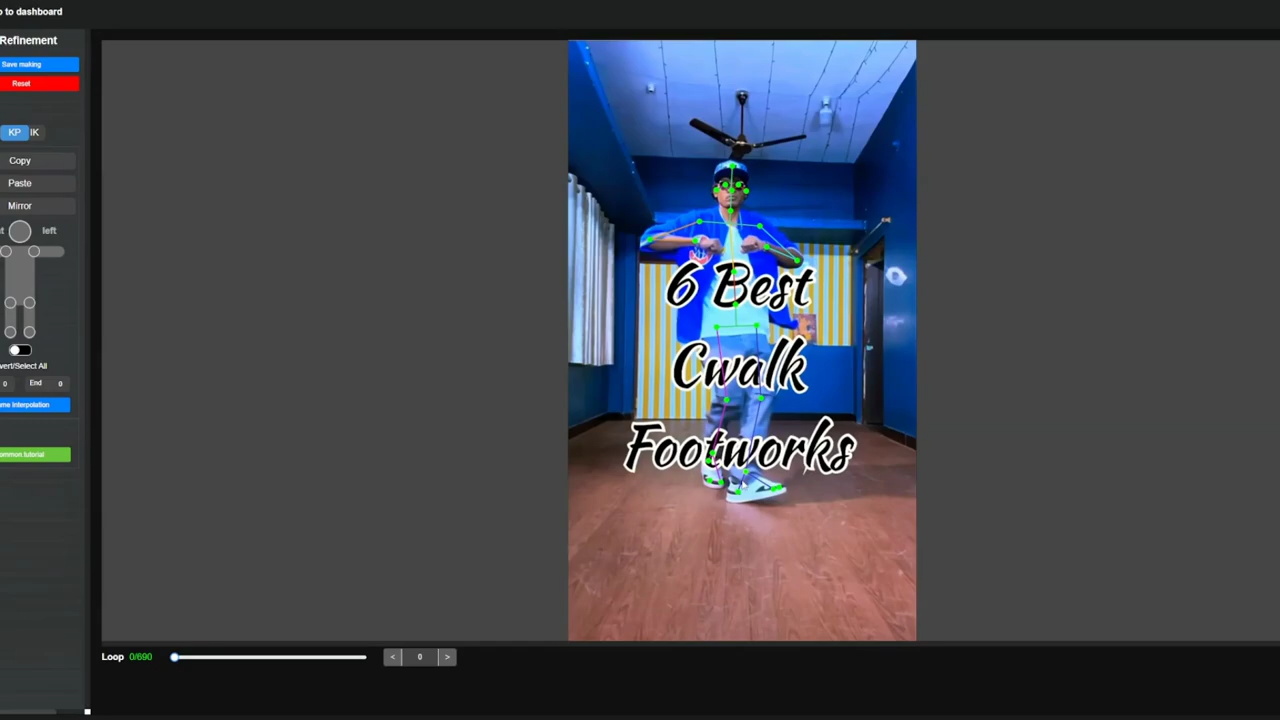 o to dashboard
Refinement
Save making
Reset
KP IK
Copy
Paste
Mirror
t left
vert/Select All
0 End 0
me Interpolation
ommon tutorial
6 Best
Cwalk
Footworks
Loop 0/690 < 0 >